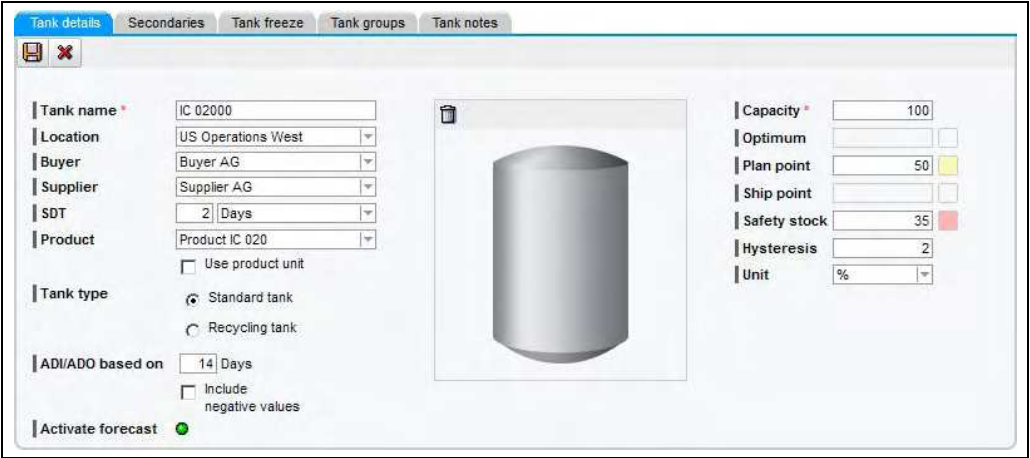 Tank details Secondaries Tank freeze Tank groups Tank notes
Tank name * IC 02000
Location US Operations West
Buyer Buyer AG
Supplier Supplier AG
SDT 2 Days
Product Product IC 020
Use product unit
Tank type Standard tank
Recycling tank
ADI/ADO based on 14 Days
Include
negative values
Activate forecast
Capacity * 100
Optimum
Plan point 50
Ship point
Safety stock 35
Hysteresis 2
Unit %